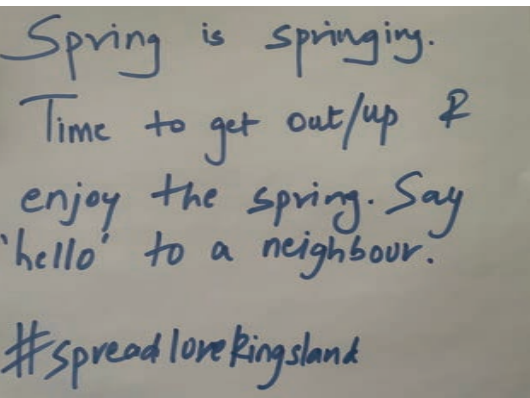 Spring is springing.
Time to get out/up &
enjoy the spring. Say
'hello' to a neighbour.
#spreadlovekingsland